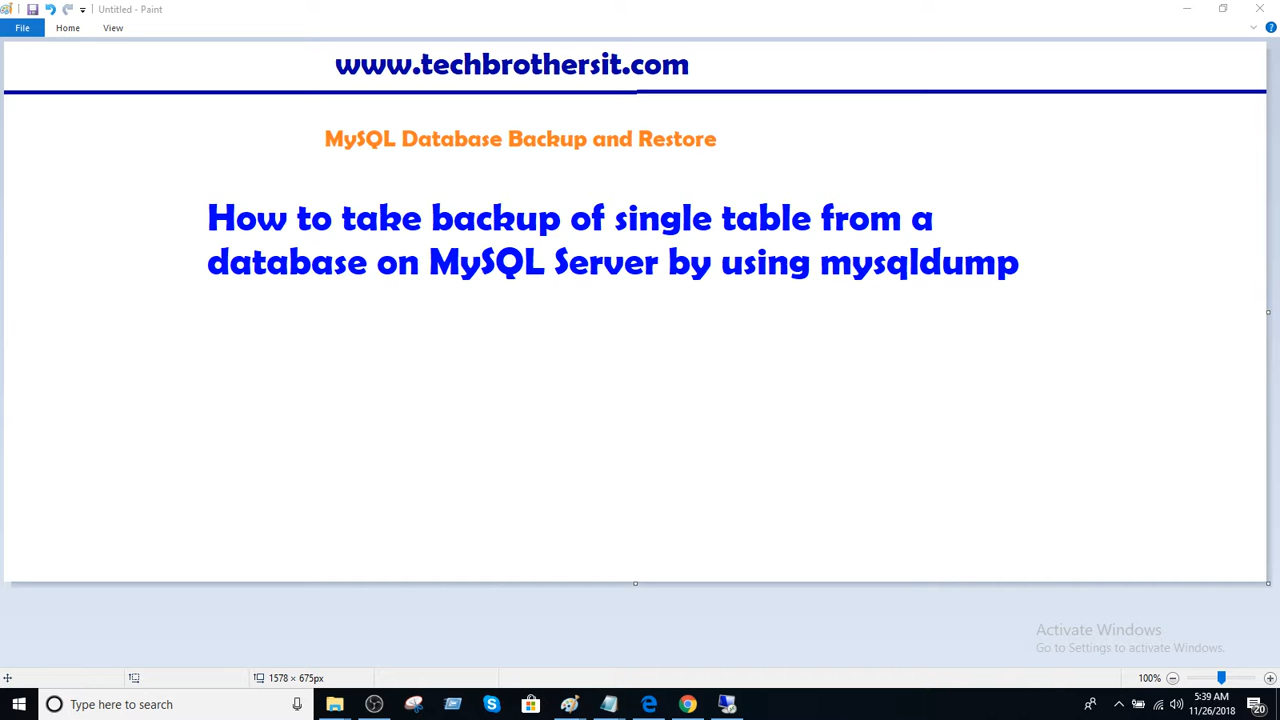 Untitled - Paint
File Home View
www.techbrothersit.com
MySQL Database Backup and Restore
How to take backup of single table from a
database on MySQL Server by using mysqldump
Activate Windows
Go to Settings to activate Windows.
1578 × 675px 100%
Type here to search
5:39 AM
11/26/2018
20